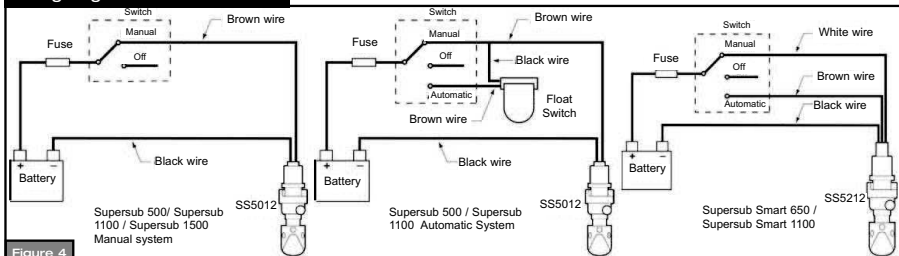 Switch
Manual
Brown wire
Fuse
Off
+
−
Battery
Black wire
SS5012
Supersub 500/ Supersub
1100 / Supersub 1500
Manual system
Figure 4
Switch
Manual
Brown wire
Fuse
Off
Black wire
Automatic
Float
Switch
Brown wire
+
−
Battery
Black wire
SS5012
Supersub 500 / Supersub
1100 Automatic System
Switch
Manual
White wire
Fuse
Off
Brown wire
Automatic
Black wire
+
−
Battery
SS5212
Supersub Smart 650 /
Supersub Smart 1100